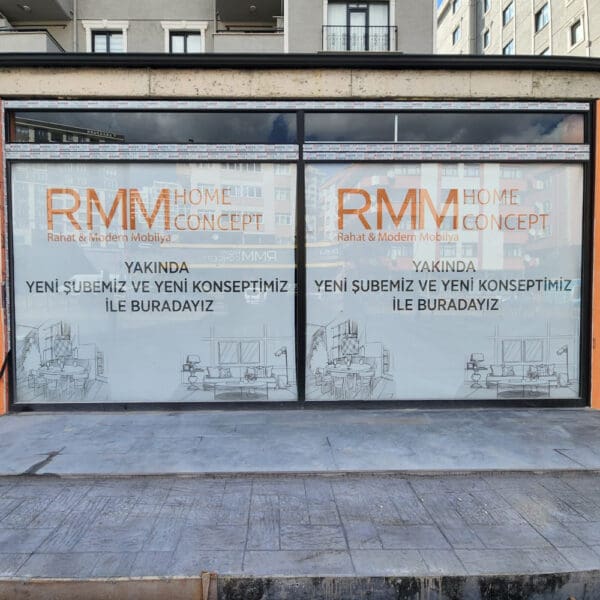 RMM HOME CONCEPT
Rahat & Modern Mobilya
YAKINDA
YENİ ŞUBEMİZ VE YENİ KONSEPTİMİZ
İLE BURADAYIZ
RMM HOME CONCEPT
Rahat & Modern Mobilya
YAKINDA
YENİ ŞUBEMİZ VE YENİ KONSEPTİMİZ
İLE BURADAYIZ